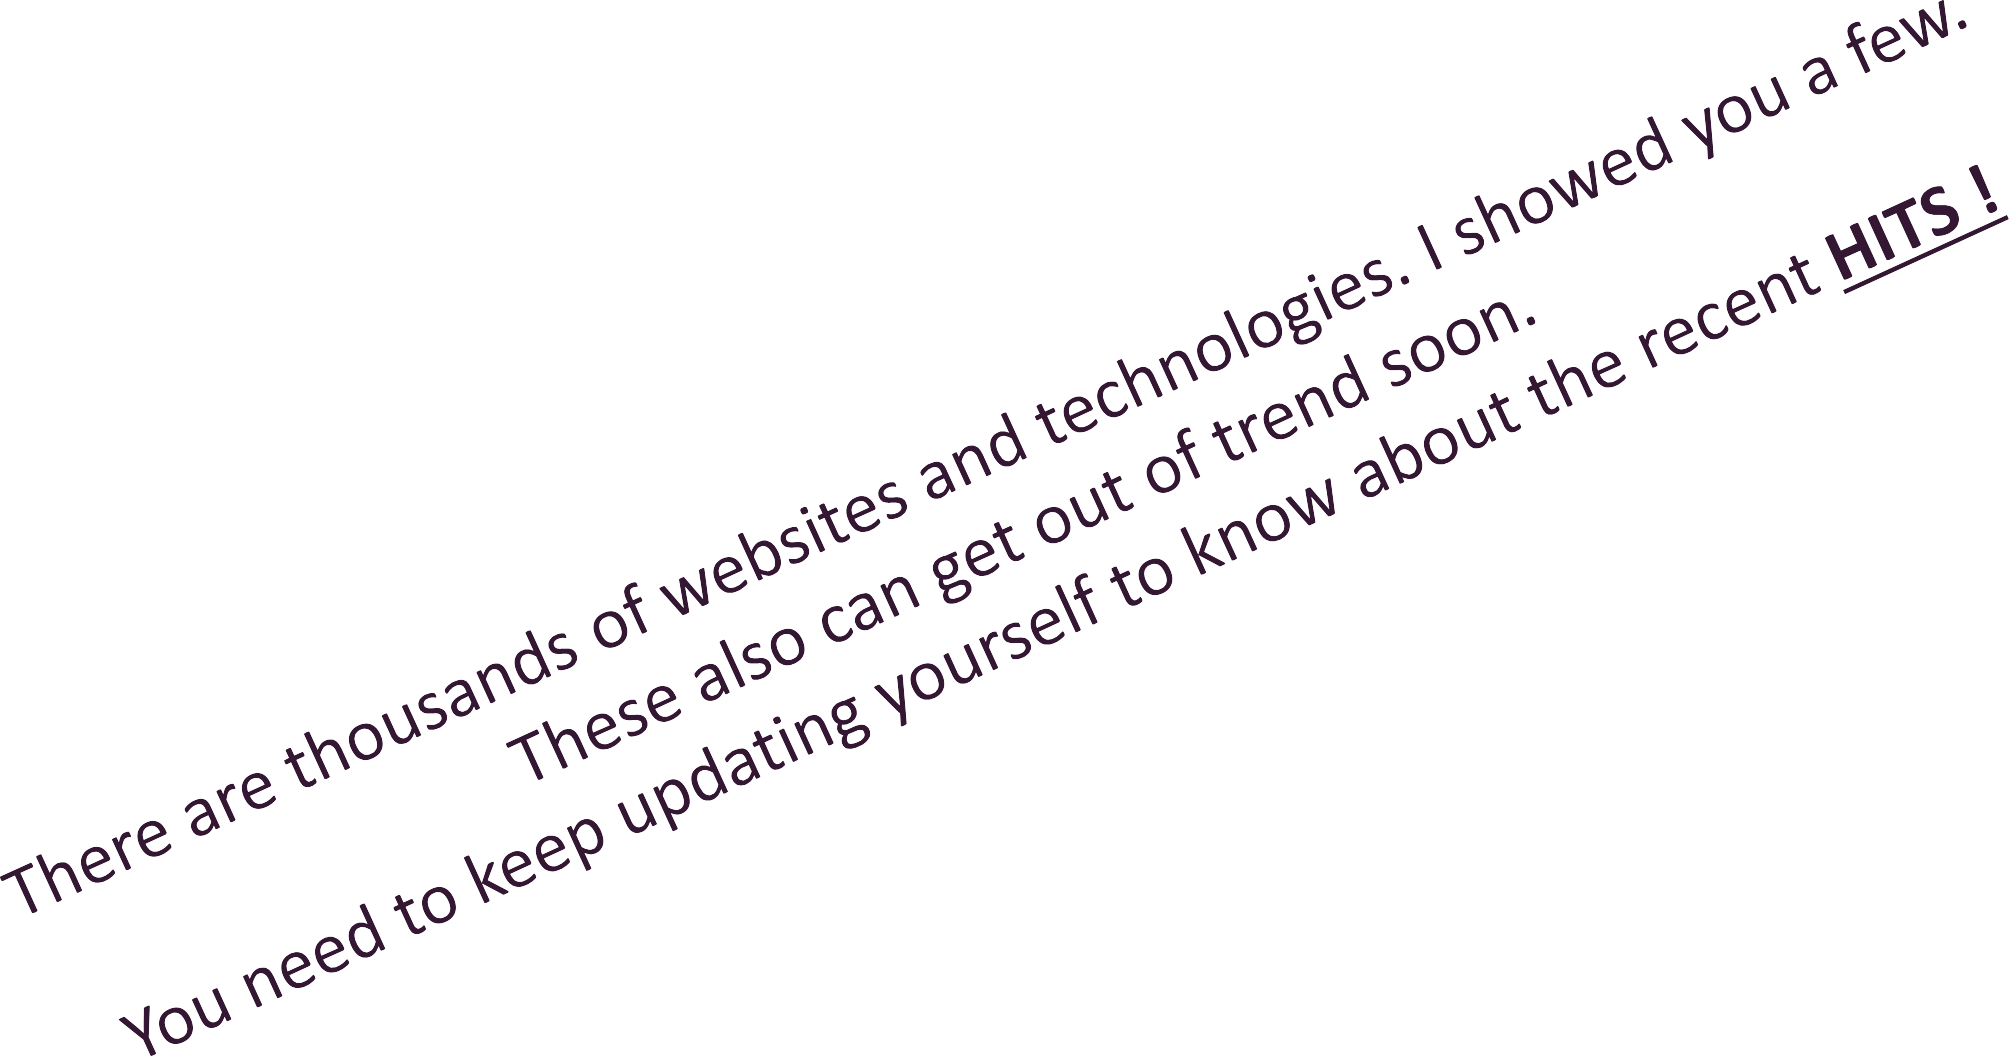 There are thousands of websites and technologies. I showed you a few.
These also can get out of trend soon.
You need to keep updating yourself to know about the recent HITS !